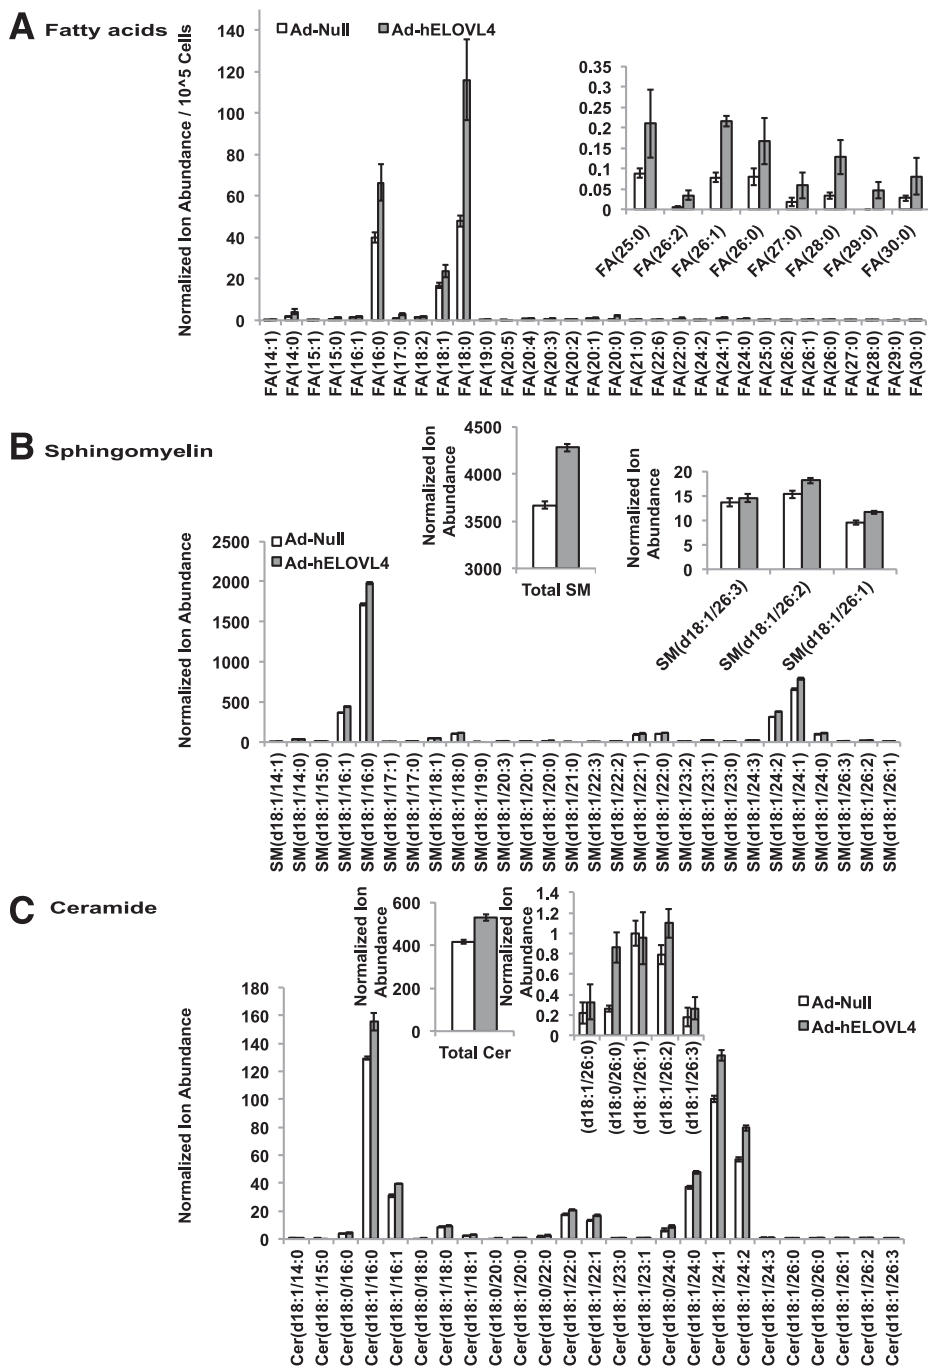 A Fatty acids
Normalized Ion Abundance / 10^5 Cells
140
120
100
80
60
40
20
0
Ad-Null
Ad-hELOVL4
FA(14:1)
FA(14:0)
FA(15:1)
FA(15:0)
FA(16:1)
FA(16:0)
FA(17:0)
FA(18:2)
FA(18:1)
FA(18:0)
FA(19:0)
FA(20:5)
FA(20:4)
FA(20:3)
FA(20:2)
FA(20:1)
FA(20:0)
FA(21:0)
FA(22:6)
FA(22:0)
FA(24:2)
FA(24:1)
FA(24:0)
FA(25:0)
FA(26:2)
FA(26:1)
FA(26:0)
FA(27:0)
FA(28:0)
FA(29:0)
FA(30:0)
0.35
0.3
0.25
0.2
0.15
0.1
0.05
0
FA(25:0)
FA(26:2)
FA(26:1)
FA(26:0)
FA(27:0)
FA(28:0)
FA(29:0)
FA(30:0)
B Sphingomyelin
Normalized Ion Abundance
2500
2000
1500
1000
500
0
Ad-Null
Ad-hELOVL4
SM(d18:1/14:1)
SM(d18:1/14:0)
SM(d18:1/15:0)
SM(d18:1/16:1)
SM(d18:1/16:0)
SM(d18:1/17:1)
SM(d18:1/17:0)
SM(d18:1/18:1)
SM(d18:1/18:0)
SM(d18:1/19:0)
SM(d18:1/20:3)
SM(d18:1/20:1)
SM(d18:1/20:0)
SM(d18:1/21:0)
SM(d18:1/22:3)
SM(d18:1/22:2)
SM(d18:1/22:1)
SM(d18:1/22:0)
SM(d18:1/23:2)
SM(d18:1/23:1)
SM(d18:1/23:0)
SM(d18:1/24:3)
SM(d18:1/24:2)
SM(d18:1/24:1)
SM(d18:1/24:0)
SM(d18:1/26:3)
SM(d18:1/26:2)
SM(d18:1/26:1)
Normalized Ion
Abundance
4500
4000
3500
3000
Total SM
Normalized Ion
Abundance
20
15
10
5
0
SM(d18:1/26:3)
SM(d18:1/26:2)
SM(d18:1/26:1)
C Ceramide
Normalized Ion Abundance
180
160
140
120
100
80
60
40
20
0
Cer(d18:1/14:0
Cer(d18:1/15:0
Cer(d18:0/16:0
Cer(d18:1/16:0
Cer(d18:1/16:1
Cer(d18:0/18:0
Cer(d18:1/18:0
Cer(d18:1/18:1
Cer(d18:0/20:0
Cer(d18:1/20:0
Cer(d18:0/22:0
Cer(d18:1/22:0
Cer(d18:1/22:1
Cer(d18:1/23:0
Cer(d18:1/23:1
Cer(d18:0/24:0
Cer(d18:1/24:0
Cer(d18:1/24:1
Cer(d18:1/24:2
Cer(d18:1/24:3
Cer(d18:1/26:0
Cer(d18:0/26:0
Cer(d18:1/26:1
Cer(d18:1/26:2
Cer(d18:1/26:3
Normalized Ion
Abundance
600
400
200
0
Total Cer
Normalized Ion
Abundance
1.4
1.2
1
0.8
0.6
0.4
0.2
0
(d18:1/26:0)
(d18:0/26:0)
(d18:1/26:1)
(d18:1/26:2)
(d18:1/26:3)
Ad-Null
Ad-hELOVL4